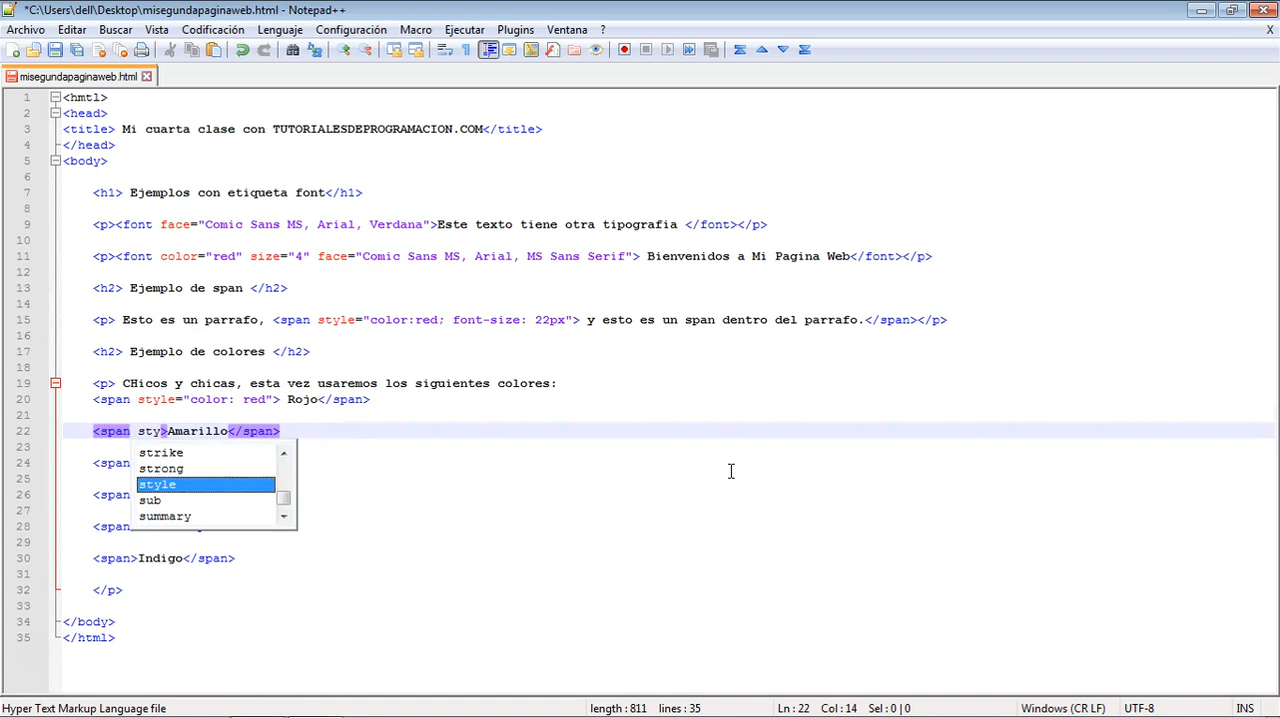 *C:\Users\dell\Desktop\misegundapaginaweb.html - Notepad++
Archivo Editar Buscar Vista Codificación Lenguaje Configuración Macro Ejecutar Plugins Ventana ? X
misegundapaginaweb.html
1 <hmtl>
2 <head>
3 <title> Mi cuarta clase con TUTORIALESDEPROGRAMACION.COM</title>
4 </head>
5 <body>
6
7 <h1> Ejemplos con etiqueta font</h1>
8
9 <p><font face="Comic Sans MS, Arial, Verdana">Este texto tiene otra tipografia </font></p>
10
11 <p><font color="red" size="4" face="Comic Sans MS, Arial, MS Sans Serif"> Bienvenidos a Mi Pagina Web</font></p>
12
13 <h2> Ejemplo de span </h2>
14
15 <p> Esto es un parrafo, <span style="color:red; font-size: 22px"> y esto es un span dentro del parrafo.</span></p>
16
17 <h2> Ejemplo de colores </h2>
18
19 <p> CHicos y chicas, esta vez usaremos los siguientes colores:
20 <span style="color: red"> Rojo</span>
21
22 <span sty>Amarillo</span>
23 strike
strong
24 <span
25 style
26 <span sub
27 summary
28 <span
29
30 <span>Indigo</span>
31
32 </p>
33
34 </body>
35 </html>
Hyper Text Markup Language file length : 811 lines : 35 Ln : 22 Col : 14 Sel : 0 | 0 Windows (CR LF) UTF-8 INS